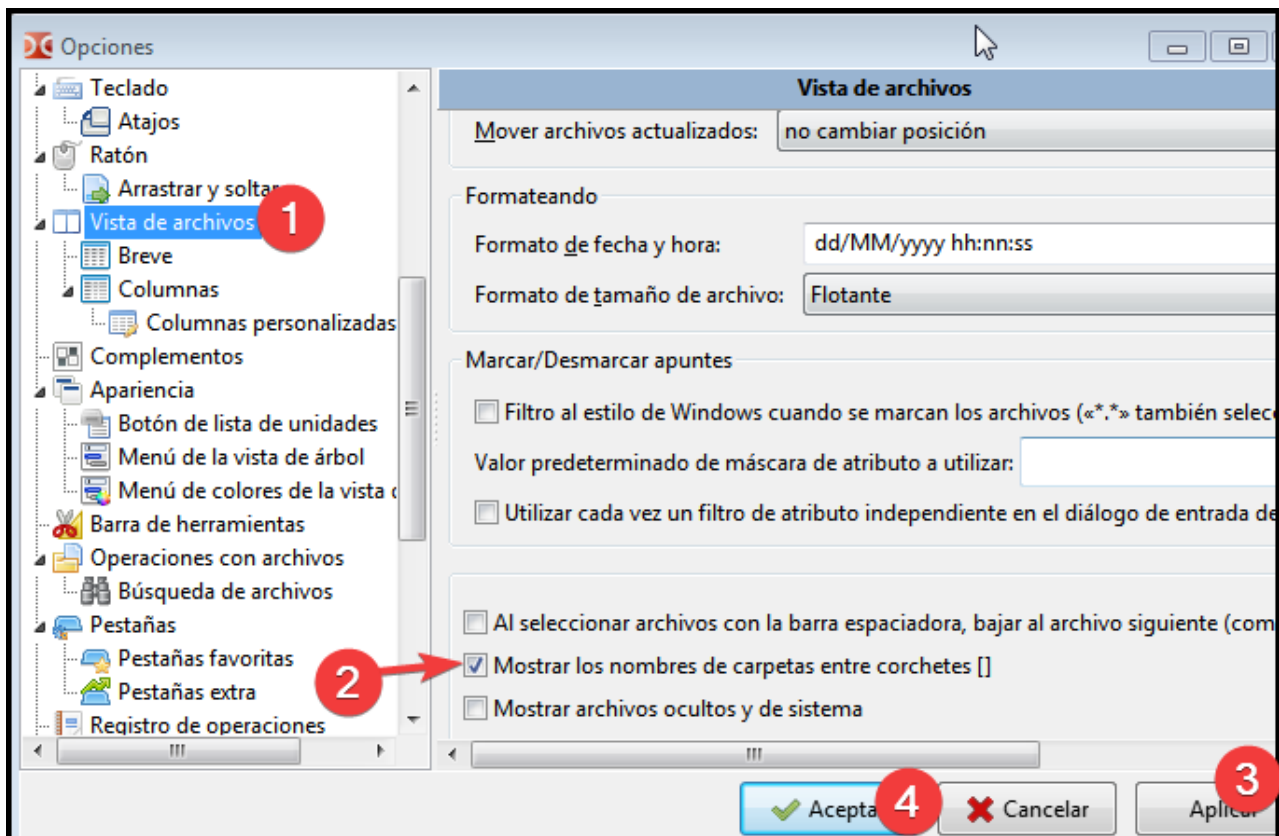 Opciones
Teclado
Atajos
Ratón
Arrastrar y soltar
Vista de archivos
1
Breve
Columnas
Columnas personalizadas
Complementos
Apariencia
Botón de lista de unidades
Menú de la vista de árbol
Menú de colores de la vista
Barra de herramientas
Operaciones con archivos
Búsqueda de archivos
Pestañas
Pestañas favoritas
Pestañas extra
Registro de operaciones
Vista de archivos
Mover archivos actualizados: no cambiar posición
Formateando
Formato de fecha y hora: dd/MM/yyyy hh:nn:ss
Formato de tamaño de archivo: Flotante
Marcar/Desmarcar apuntes
Filtro al estilo de Windows cuando se marcan los archivos («*.*» también selec
Valor predeterminado de máscara de atributo a utilizar:
Utilizar cada vez un filtro de atributo independiente en el diálogo de entrada de
Al seleccionar archivos con la barra espaciadora, bajar al archivo siguiente (com
2
Mostrar los nombres de carpetas entre corchetes []
Mostrar archivos ocultos y de sistema
Acepta 4 Cancelar Aplicar 3